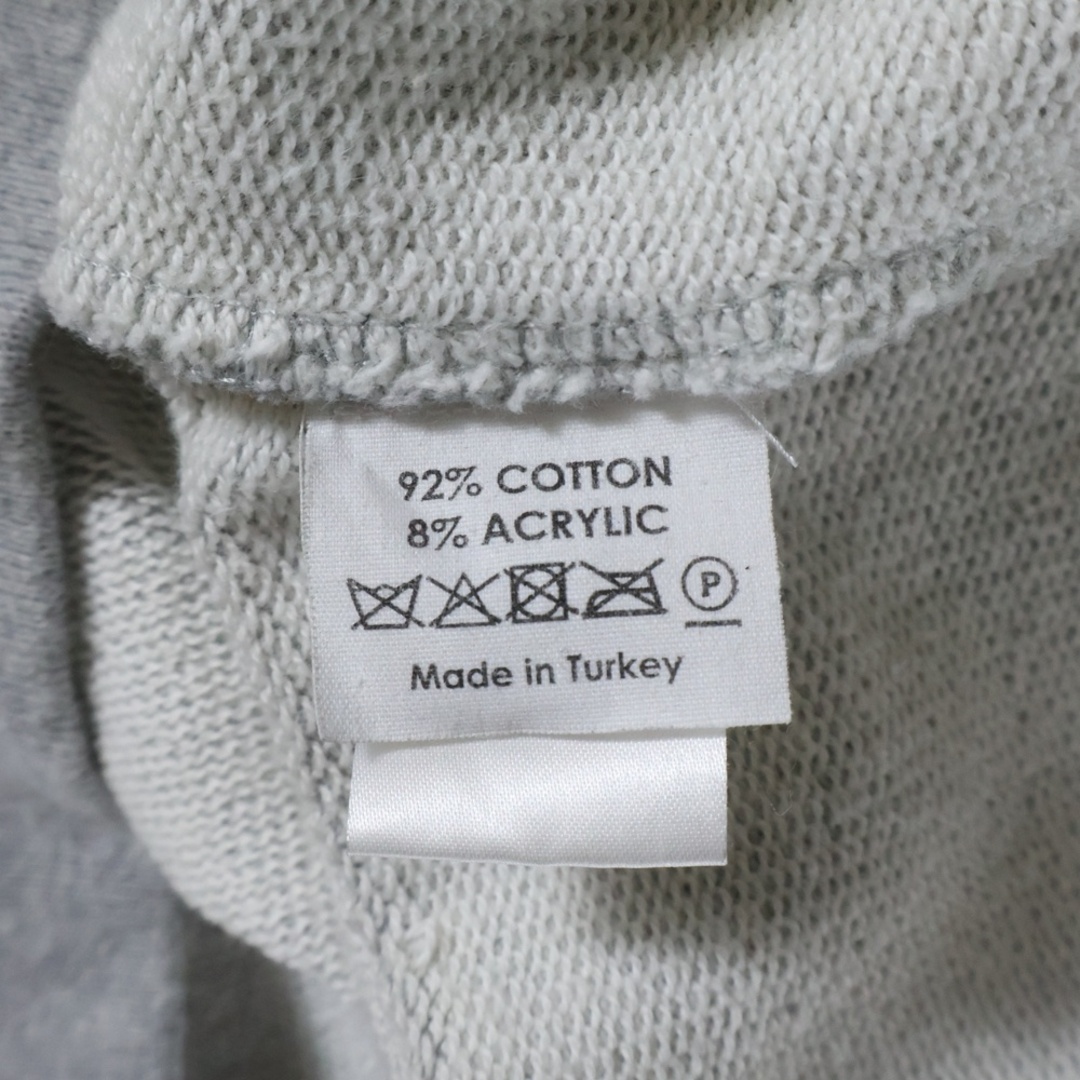 92% COTTON
8% ACRYLIC
P
Made in Turkey